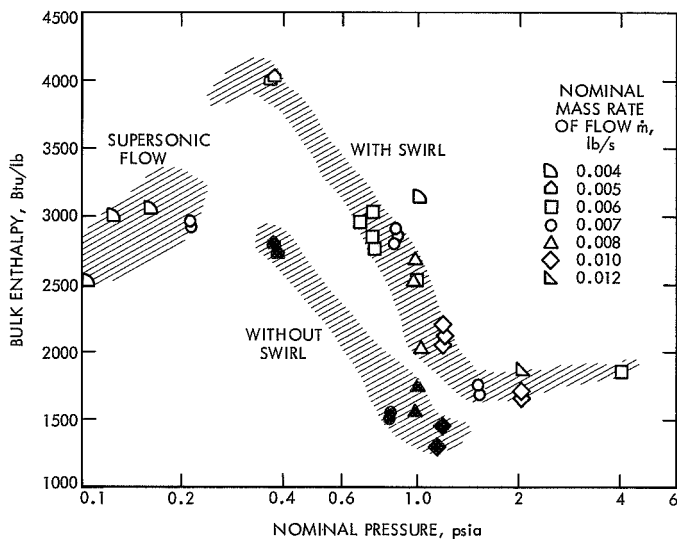 4500
4000
3500
3000
2500
2000
1500
1000
BULK ENTHALPY, Btu/lb
SUPERSONIC
FLOW
WITH SWIRL
WITHOUT
SWIRL
NOMINAL
MASS RATE
OF FLOW ṁ,
lb/s
0.004
0.005
0.006
0.007
0.008
0.010
0.012
0.1
0.2
0.4
0.6
1.0
2
4
6
NOMINAL PRESSURE, psia